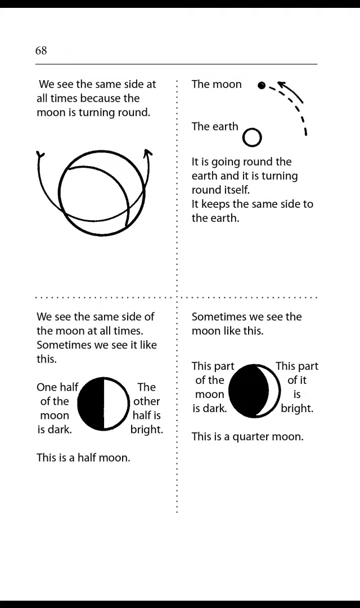 68
We see the same side at
all times because the
moon is turning round.
The moon
The earth
It is going round the
earth and it is turning
round itself.
It keeps the same side to
the earth.
We see the same side of
the moon at all times.
Sometimes we see it like
this.
One half
of the
moon
is dark.
The
other
half is
bright.
This is a half moon.
Sometimes we see the
moon like this.
This part
of the
moon
is dark.
This part
of it
is
bright.
This is a quarter moon.